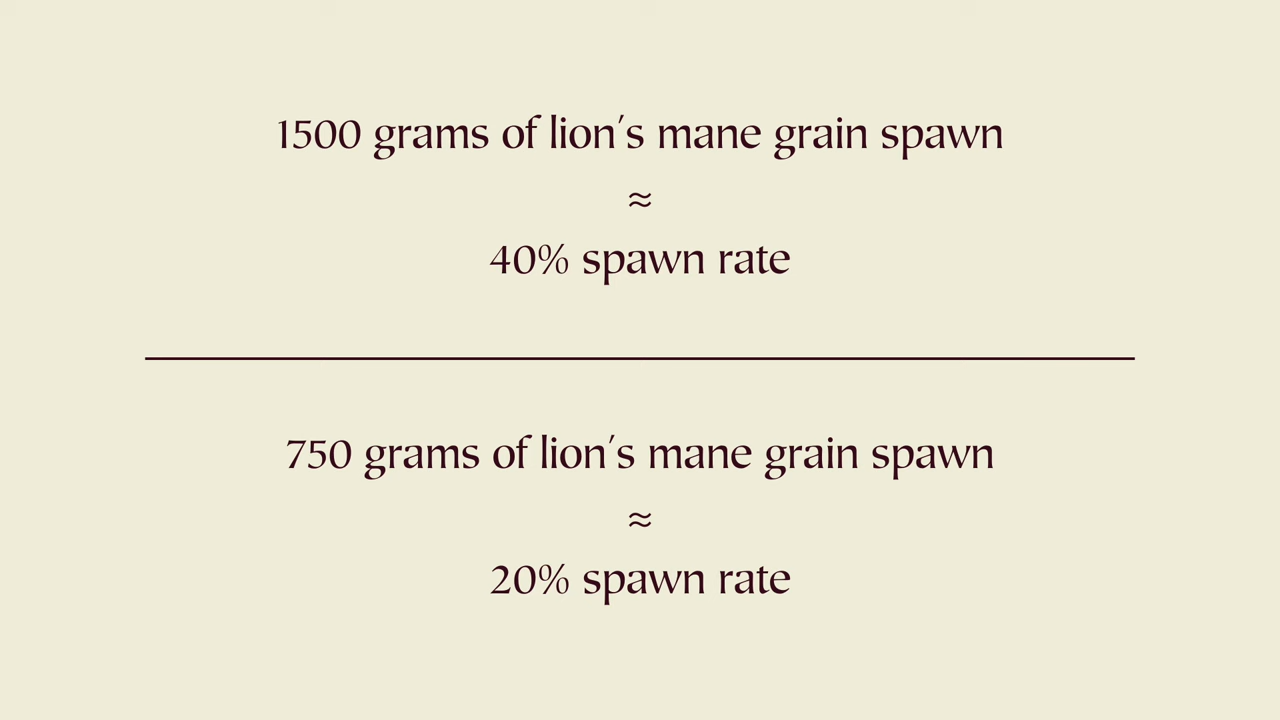 1500 grams of lion's mane grain spawn
≈
40% spawn rate
750 grams of lion's mane grain spawn
≈
20% spawn rate